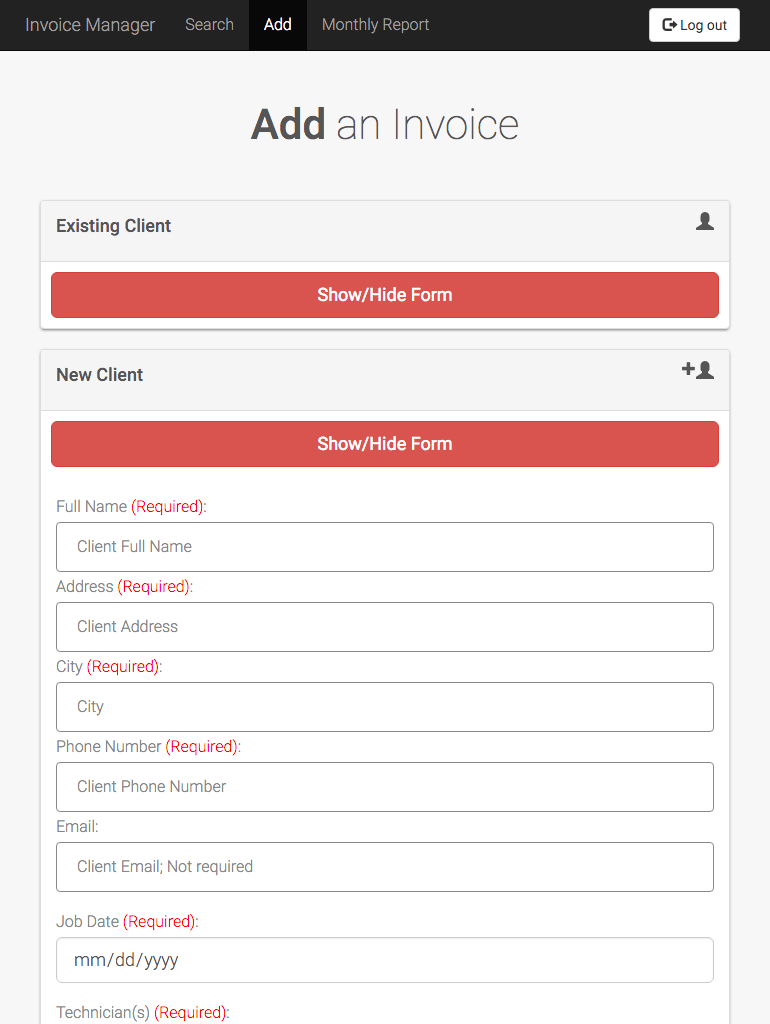 Invoice Manager Search Add Monthly Report Log out
Add an Invoice
Existing Client
Show/Hide Form
New Client
Show/Hide Form
Full Name (Required):
Client Full Name
Address (Required):
Client Address
City (Required):
City
Phone Number (Required):
Client Phone Number
Email:
Client Email; Not required
Job Date (Required):
mm/dd/yyyy
Technician(s) (Required):